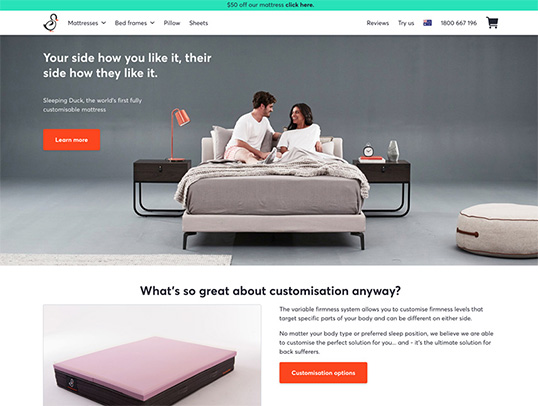 $50 off our mattress click here.
Mattresses Bed frames Pillow Sheets Reviews Try us 1800 667 196
Your side how you like it, their
side how they like it.
Sleeping Duck, the world's first fully
customisable mattress
Learn more
What's so great about customisation anyway?
The variable firmness system allows you to customise firmness levels that
target specific parts of your body and can be different on either side.
No matter your body type or preferred sleep position, we believe we are able
to customise the perfect solution for you... and - it's the ultimate solution for
back sufferers.
Customisation options